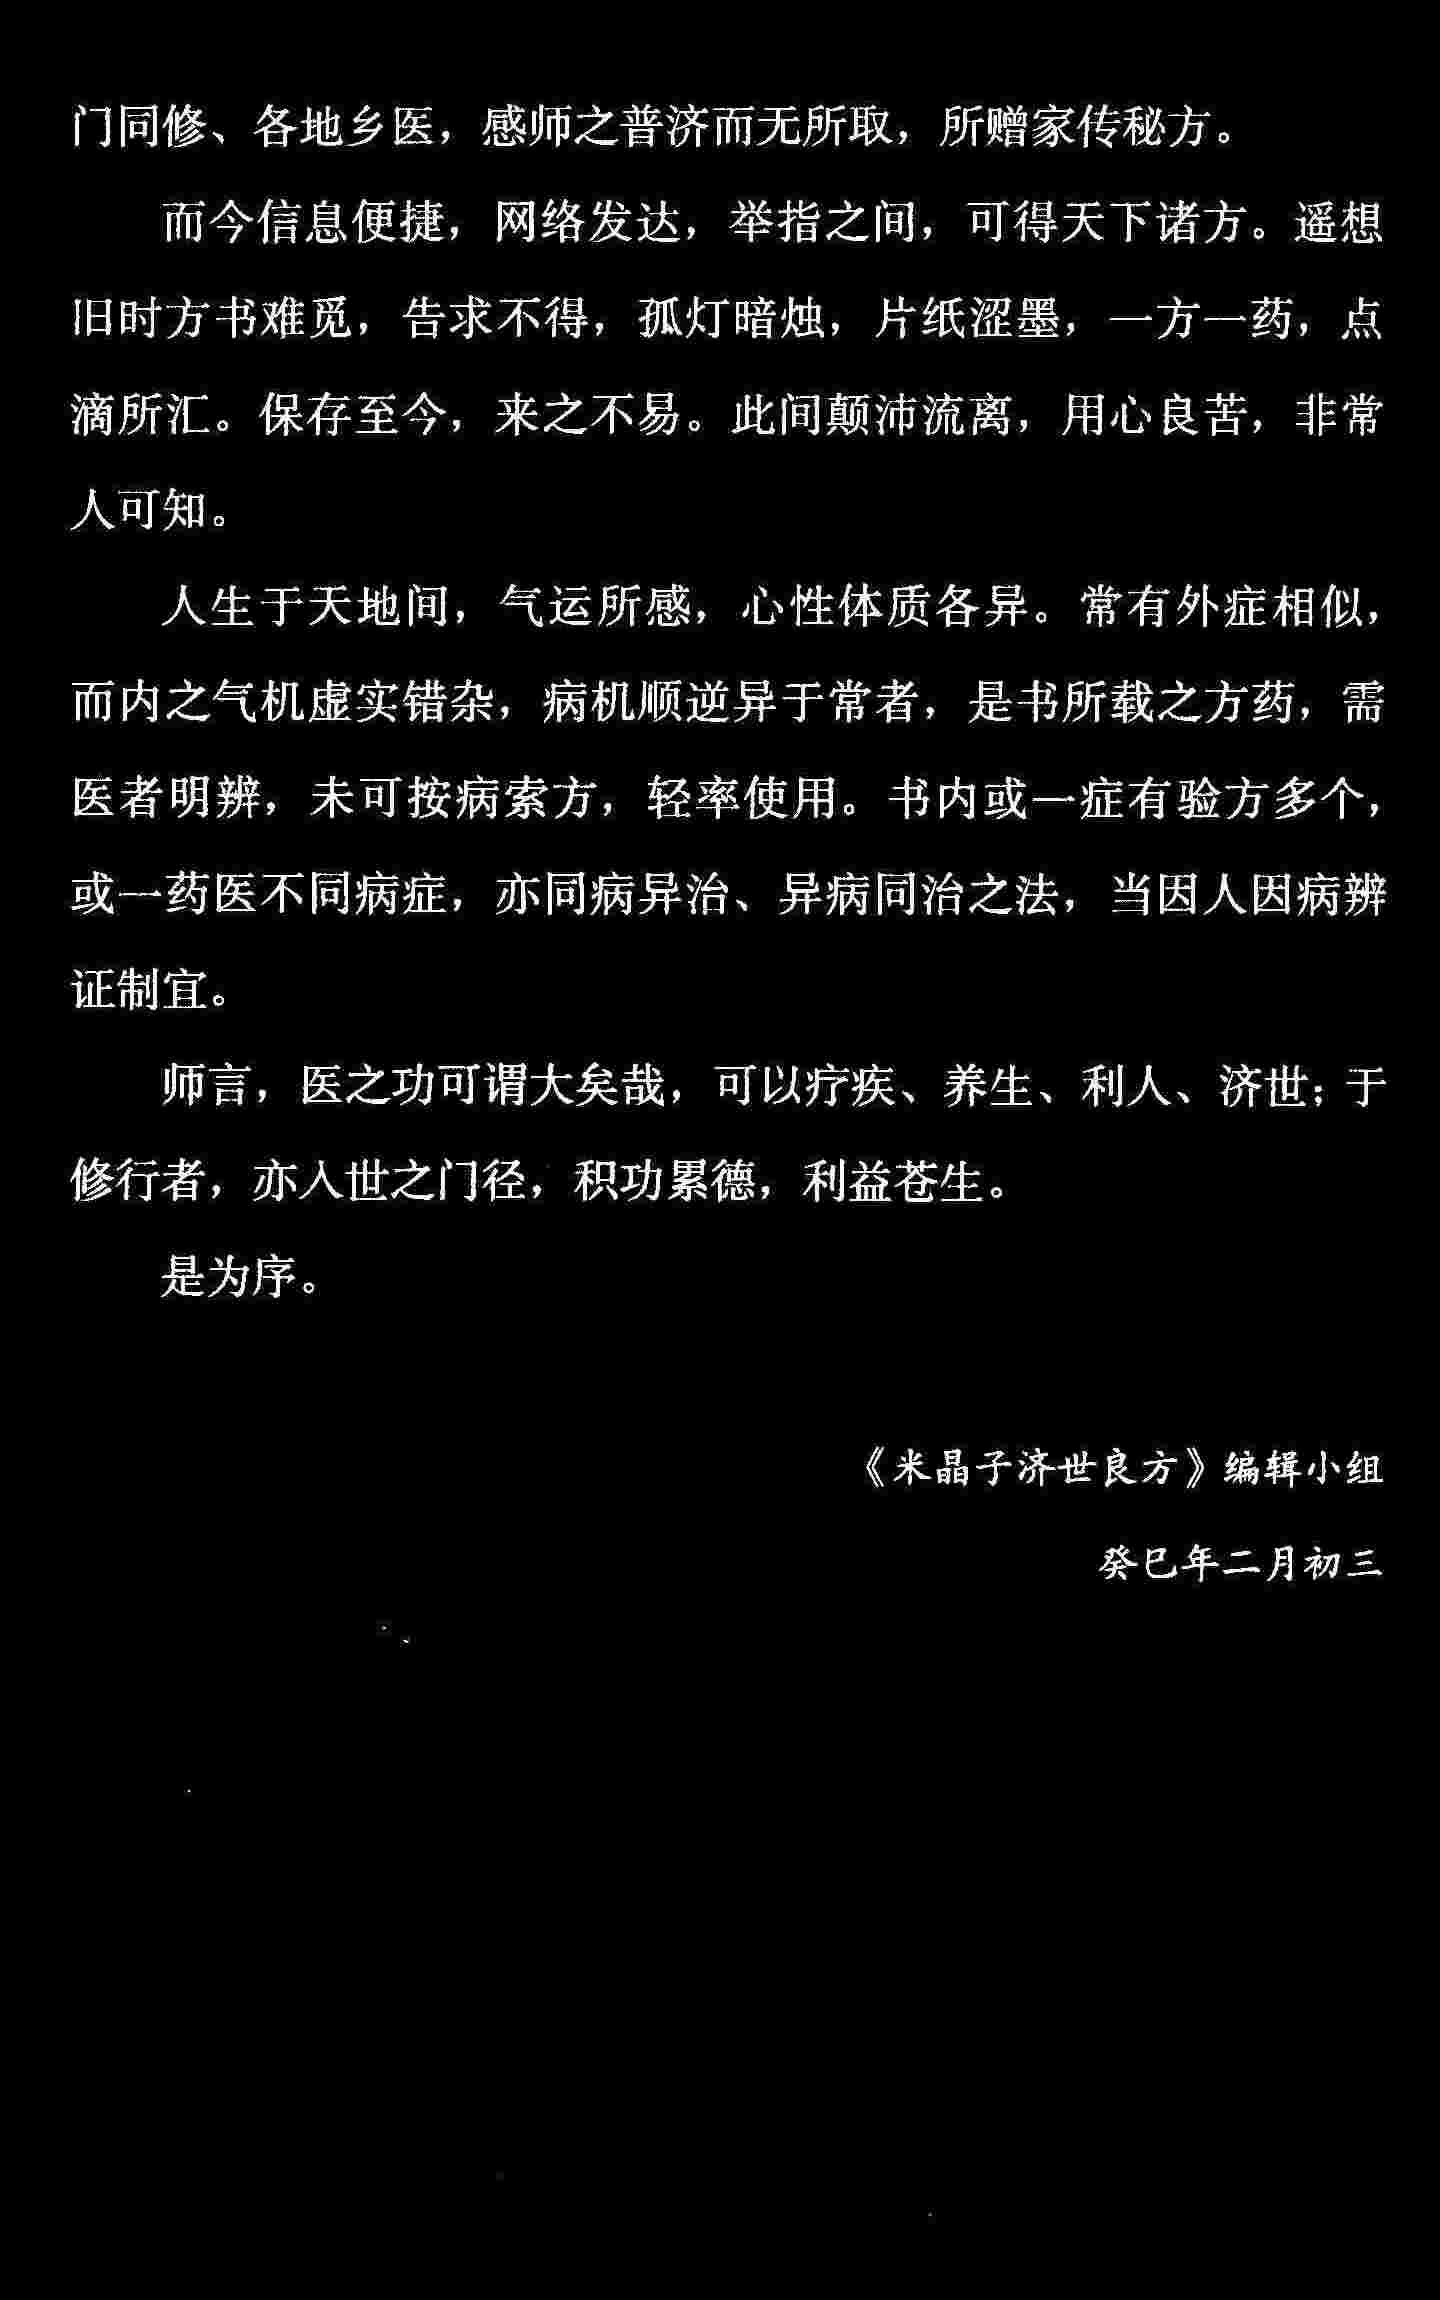 门同修、各地乡医，感师之普济而无所取，所赠家传秘方。
而今信息便捷，网络发达，举指之间，可得天下诸方。遥想
旧时方书难觅，告求不得，孤灯暗烛，片纸涩墨，一方一药，点
滴所汇。保存至今，来之不易。此间颠沛流离，用心良苦，非常
人可知。
人生于天地间，气运所感，心性体质各异。常有外症相似，
而内之气机虚实错杂，病机顺逆异于常者，是书所载之方药，需
医者明辨，未可按病索方，轻率使用。书内或一症有验方多个，
或一药医不同病症，亦同病异治、异病同治之法，当因人因病辨
证制宜。
师言，医之功可谓大矣哉，可以疗疾、养生、利人、济世；于
修行者，亦入世之门径，积功累德，利益苍生。
是为序。
《米晶子济世良方》编辑小组
癸巳年二月初三